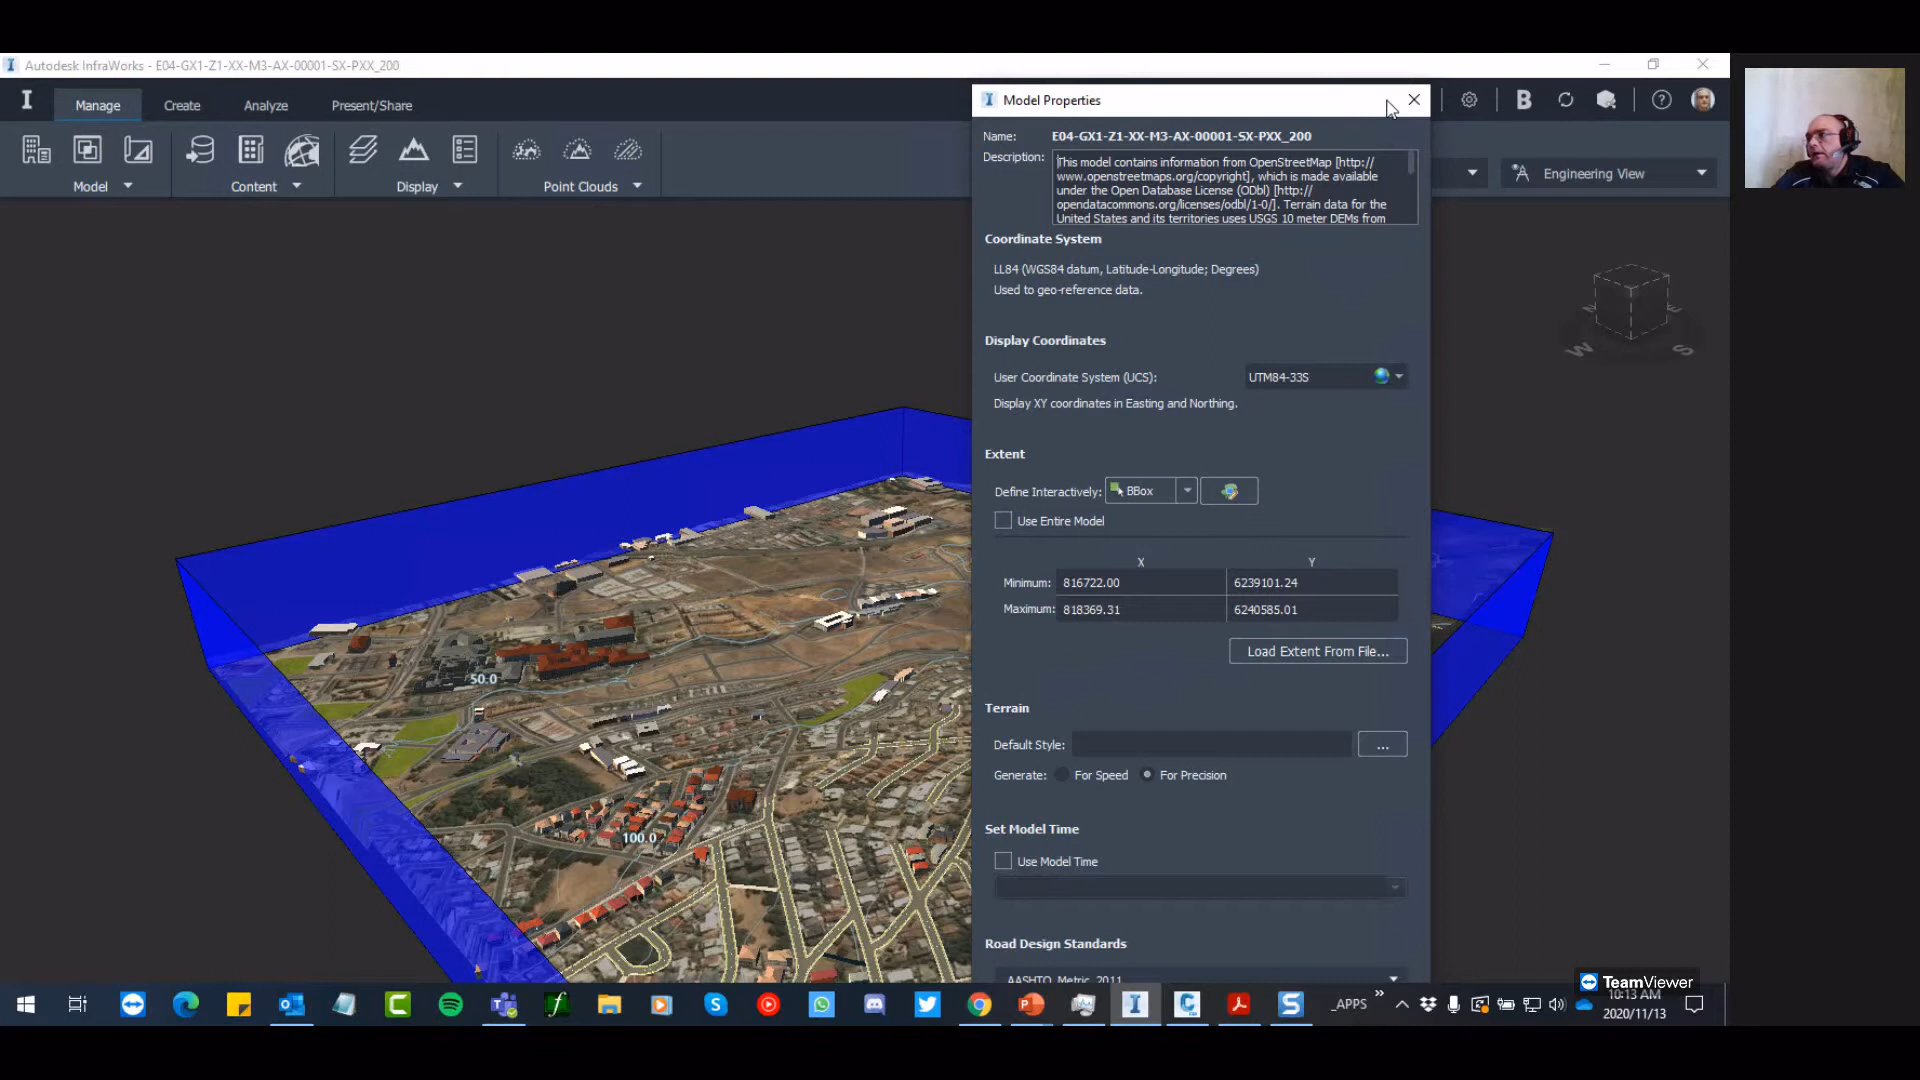 Autodesk InfraWorks - E04-GX1-Z1-XX-M3-AX-00001-SX-PXX_200
Manage
Create
Analyze
Present/Share
Model
Content
Display
Point Clouds
Engineering View
Model Properties
Name: E04-GX1-Z1-XX-M3-AX-00001-SX-PXX_200
Description: This model contains information from OpenStreetMap [http://
www.openstreetmaps.org/copyright], which is made available
under the Open Database License (ODbl) [http://
opendatacommons.org/licenses/odbl/1-0/]. Terrain data for the
United States and its territories uses USGS 10 meter DEMs from
Coordinate System
LL84 (WGS84 datum, Latitude-Longitude; Degrees)
Used to geo-reference data.
Display Coordinates
User Coordinate System (UCS): UTM84-33S
Display XY coordinates in Easting and Northing.
Extent
Define Interactively: BBox
Use Entire Model
X Y
Minimum: 816722.00 6239101.24
Maximum: 818369.31 6240585.01
Load Extent From File...
Terrain
Default Style: ...
Generate: For Speed For Precision
Set Model Time
Use Model Time
Road Design Standards
AASHTO Metric 2011
50.0
100.0
W
S
TeamViewer
_APPS
10:13 AM
2020/11/13